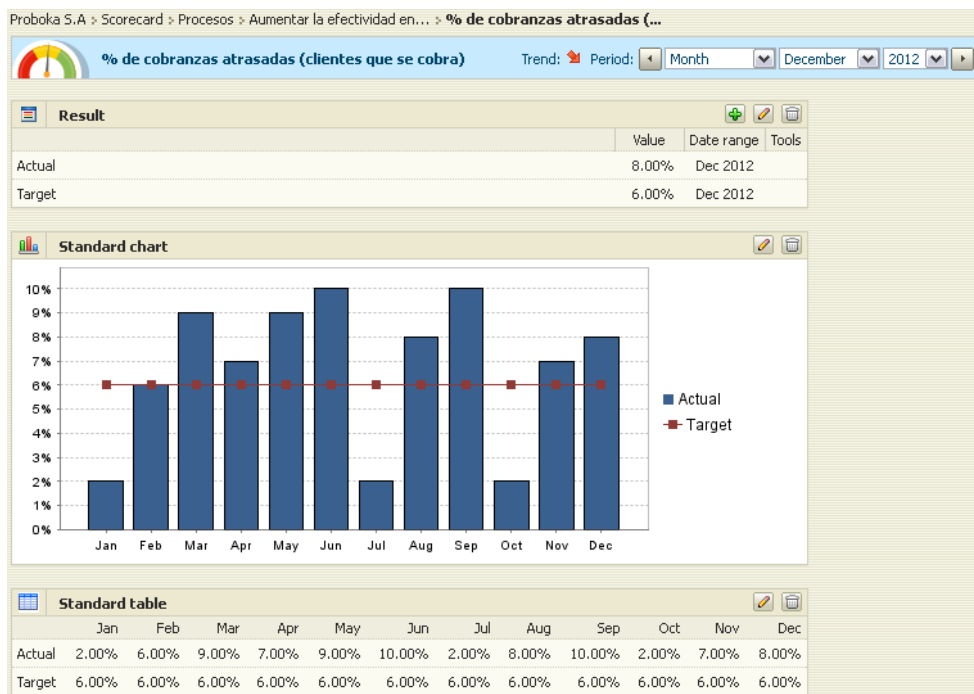 Proboka S.A > Scorecard > Procesos > Aumentar la efectividad en... > % de cobranzas atrasadas (...
% de cobranzas atrasadas (clientes que se cobra) Trend: Period: Month December 2012
Result
Value Date range Tools
Actual 8.00% Dec 2012
Target 6.00% Dec 2012
Standard chart
10%
9%
8%
7%
6%
5%
4%
3%
2%
1%
0%
Jan Feb Mar Apr May Jun Jul Aug Sep Oct Nov Dec
Actual
Target
Standard table
Jan Feb Mar Apr May Jun Jul Aug Sep Oct Nov Dec
Actual 2.00% 6.00% 9.00% 7.00% 9.00% 10.00% 2.00% 8.00% 10.00% 2.00% 7.00% 8.00%
Target 6.00% 6.00% 6.00% 6.00% 6.00% 6.00% 6.00% 6.00% 6.00% 6.00% 6.00% 6.00%